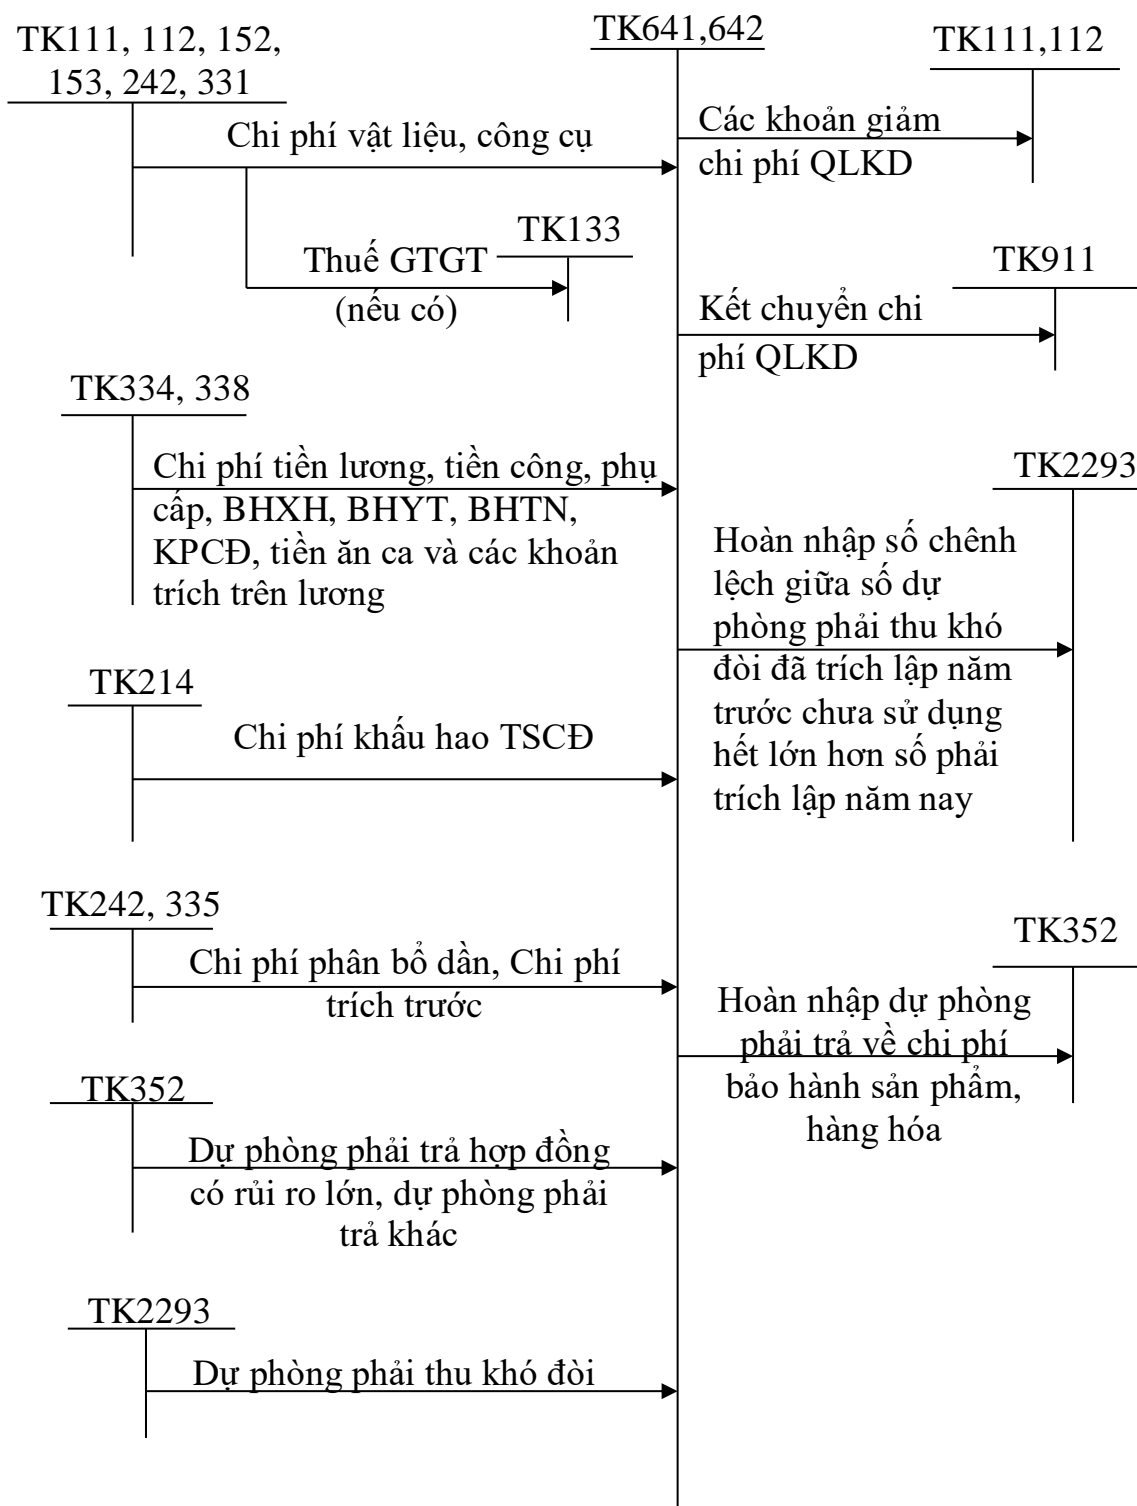 TK111, 112, 152,
153, 242, 331
TK641,642
TK111,112
Chi phí vật liệu, công cụ
Các khoản giảm
chi phí QLKD
TK133
Thuế GTGT
(nếu có)
TK911
Kết chuyển chi
phí QLKD
TK334, 338
Chi phí tiền lương, tiền công, phụ
cấp, BHXH, BHYT, BHTN,
KPCĐ, tiền ăn ca và các khoản
trích trên lương
TK2293
Hoàn nhập số chênh
lệch giữa số dự
phòng phải thu khó
đòi đã trích lập năm
trước chưa sử dụng
hết lớn hơn số phải
trích lập năm nay
TK214
Chi phí khấu hao TSCĐ
TK242, 335
Chi phí phân bổ dần, Chi phí
trích trước
TK352
Hoàn nhập dự phòng
phải trả về chi phí
bảo hành sản phẩm,
hàng hóa
TK352
Dự phòng phải trả hợp đồng
có rủi ro lớn, dự phòng phải
trả khác
TK2293
Dự phòng phải thu khó đòi